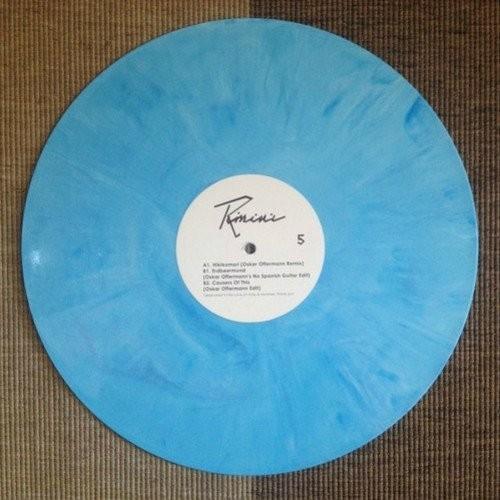 Rimini
5
A1. Hikikomori (Oskar Offermann Remix)
B1. Erdbeermund
(Oskar Offermann's No Spanish Guitar Edit)
B2. Causers Of This
(Oskar Offermann Edit)